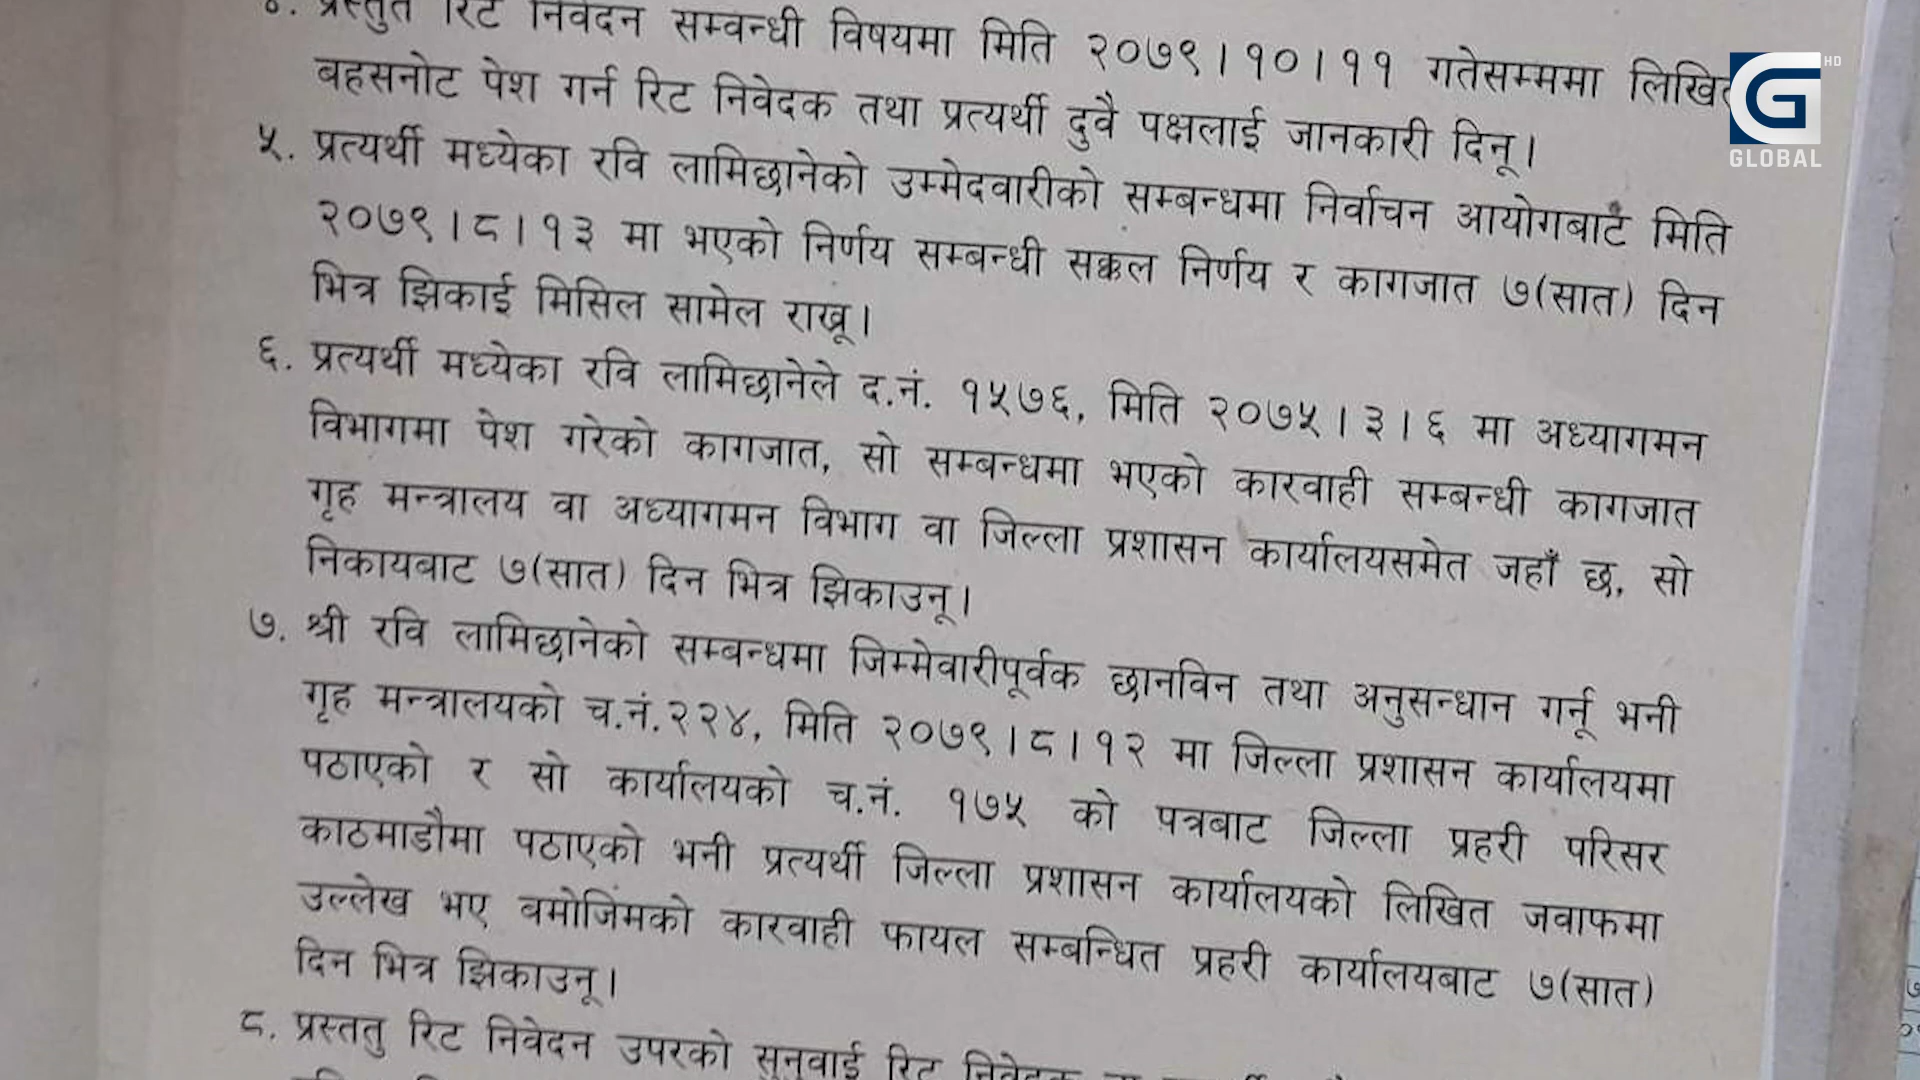 ४. प्रस्तुत रिट निवेदन सम्वन्धी विषयमा मिति २०७९।१०।११ गतेसम्ममा लिखित
बहसनोट पेश गर्न रिट निवेदक तथा प्रत्यर्थी दुवै पक्षलाई जानकारी दिनू।
५. प्रत्यर्थी मध्येका रवि लामिछानेको उम्मेदवारीको सम्बन्धमा निर्वाचन आयोगबाट मिति
२०७९।८।१३ मा भएको निर्णय सम्बन्धी सक्कल निर्णय र कागजात ७(सात) दिन
भित्र झिकाई मिसिल सामेल राखू।
६. प्रत्यर्थी मध्येका रवि लामिछानेले द.नं. १५७६, मिति २०७५।३।६ मा अध्यागमन
विभागमा पेश गरेको कागजात, सो सम्बन्धमा भएको कारवाही सम्बन्धी कागजात
गृह मन्त्रालय वा अध्यागमन विभाग वा जिल्ला प्रशासन कार्यालयसमेत जहाँ छ, सो
निकायबाट ७(सात) दिन भित्र झिकाउनू।
७. श्री रवि लामिछानेको सम्बन्धमा जिम्मेवारीपूर्वक छानविन तथा अनुसन्धान गर्नू भनी
गृह मन्त्रालयको च.नं.२२४, मिति २०७९।८।१२ मा जिल्ला प्रशासन कार्यालयमा
पठाएको र सो कार्यालयको च.नं. १७५ को पत्रबाट जिल्ला प्रहरी परिसर
काठमाडौमा पठाएको भनी प्रत्यर्थी जिल्ला प्रशासन कार्यालयको लिखित जवाफमा
उल्लेख भए वमोजिमको कारवाही फायल सम्बन्धित प्रहरी कार्यालयबाट ७(सात)
दिन भित्र झिकाउनू।
८. प्रस्ततु रिट निवेदन उपरको सुनुवाई रिट निवेदक
G HD
GLOBAL